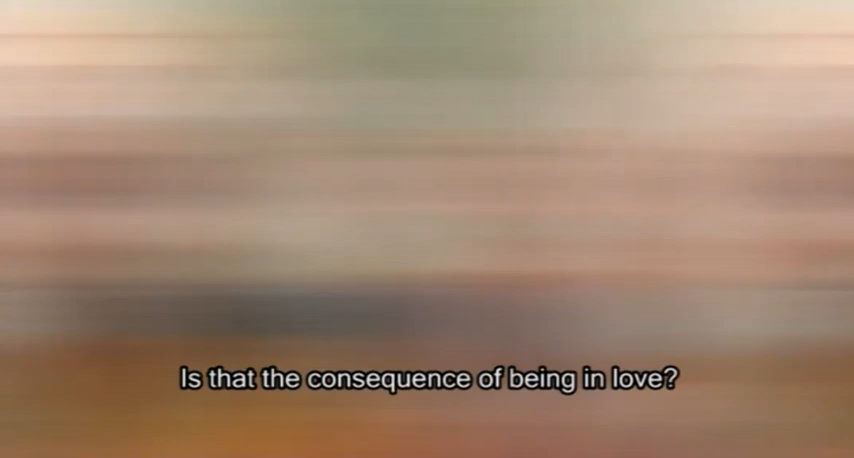 Is that the consequence of being in love?